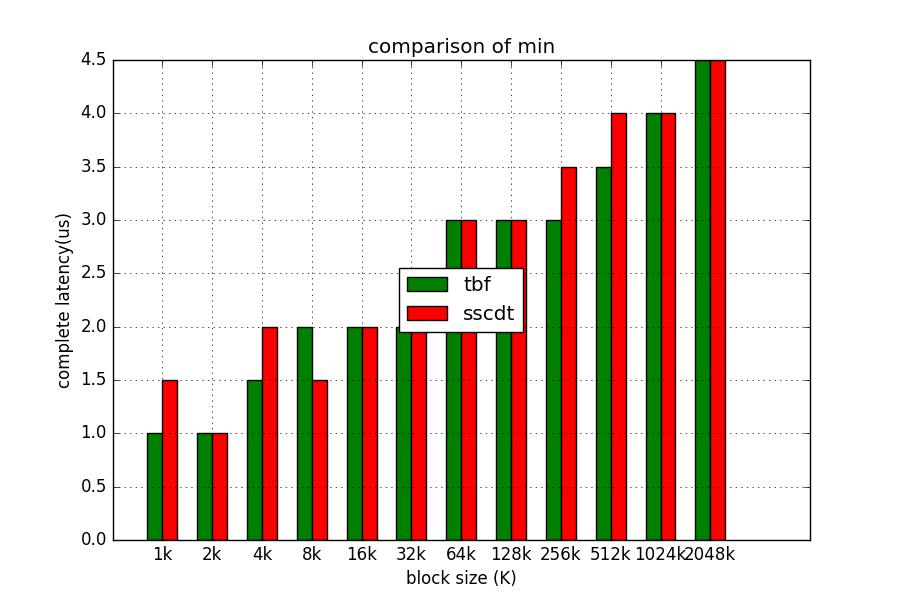 comparison of min
4.5
4.0
3.5
3.0
2.5
2.0
1.5
1.0
0.5
0.0
complete latency(us)
tbf
sscdt
1k 2k 4k 8k 16k 32k 64k 128k 256k 512k 1024k 2048k
block size (K)